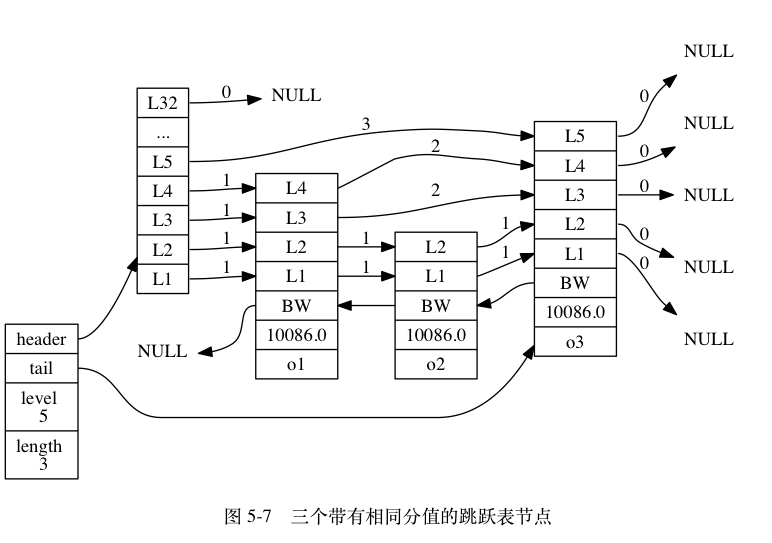 NULL
L32
0
NULL
...
L5
3
L4
1
L3
1
L2
1
L1
1
L4
2
L3
2
L2
1
L1
1
BW
10086.0
o1
NULL
L2
1
L1
1
BW
10086.0
o2
L5
0
L4
0
NULL
L3
0
NULL
L2
0
NULL
L1
0
NULL
BW
10086.0
o3
header
tail
level
5
length
3
图 5-7 三个带有相同分值的跳跃表节点